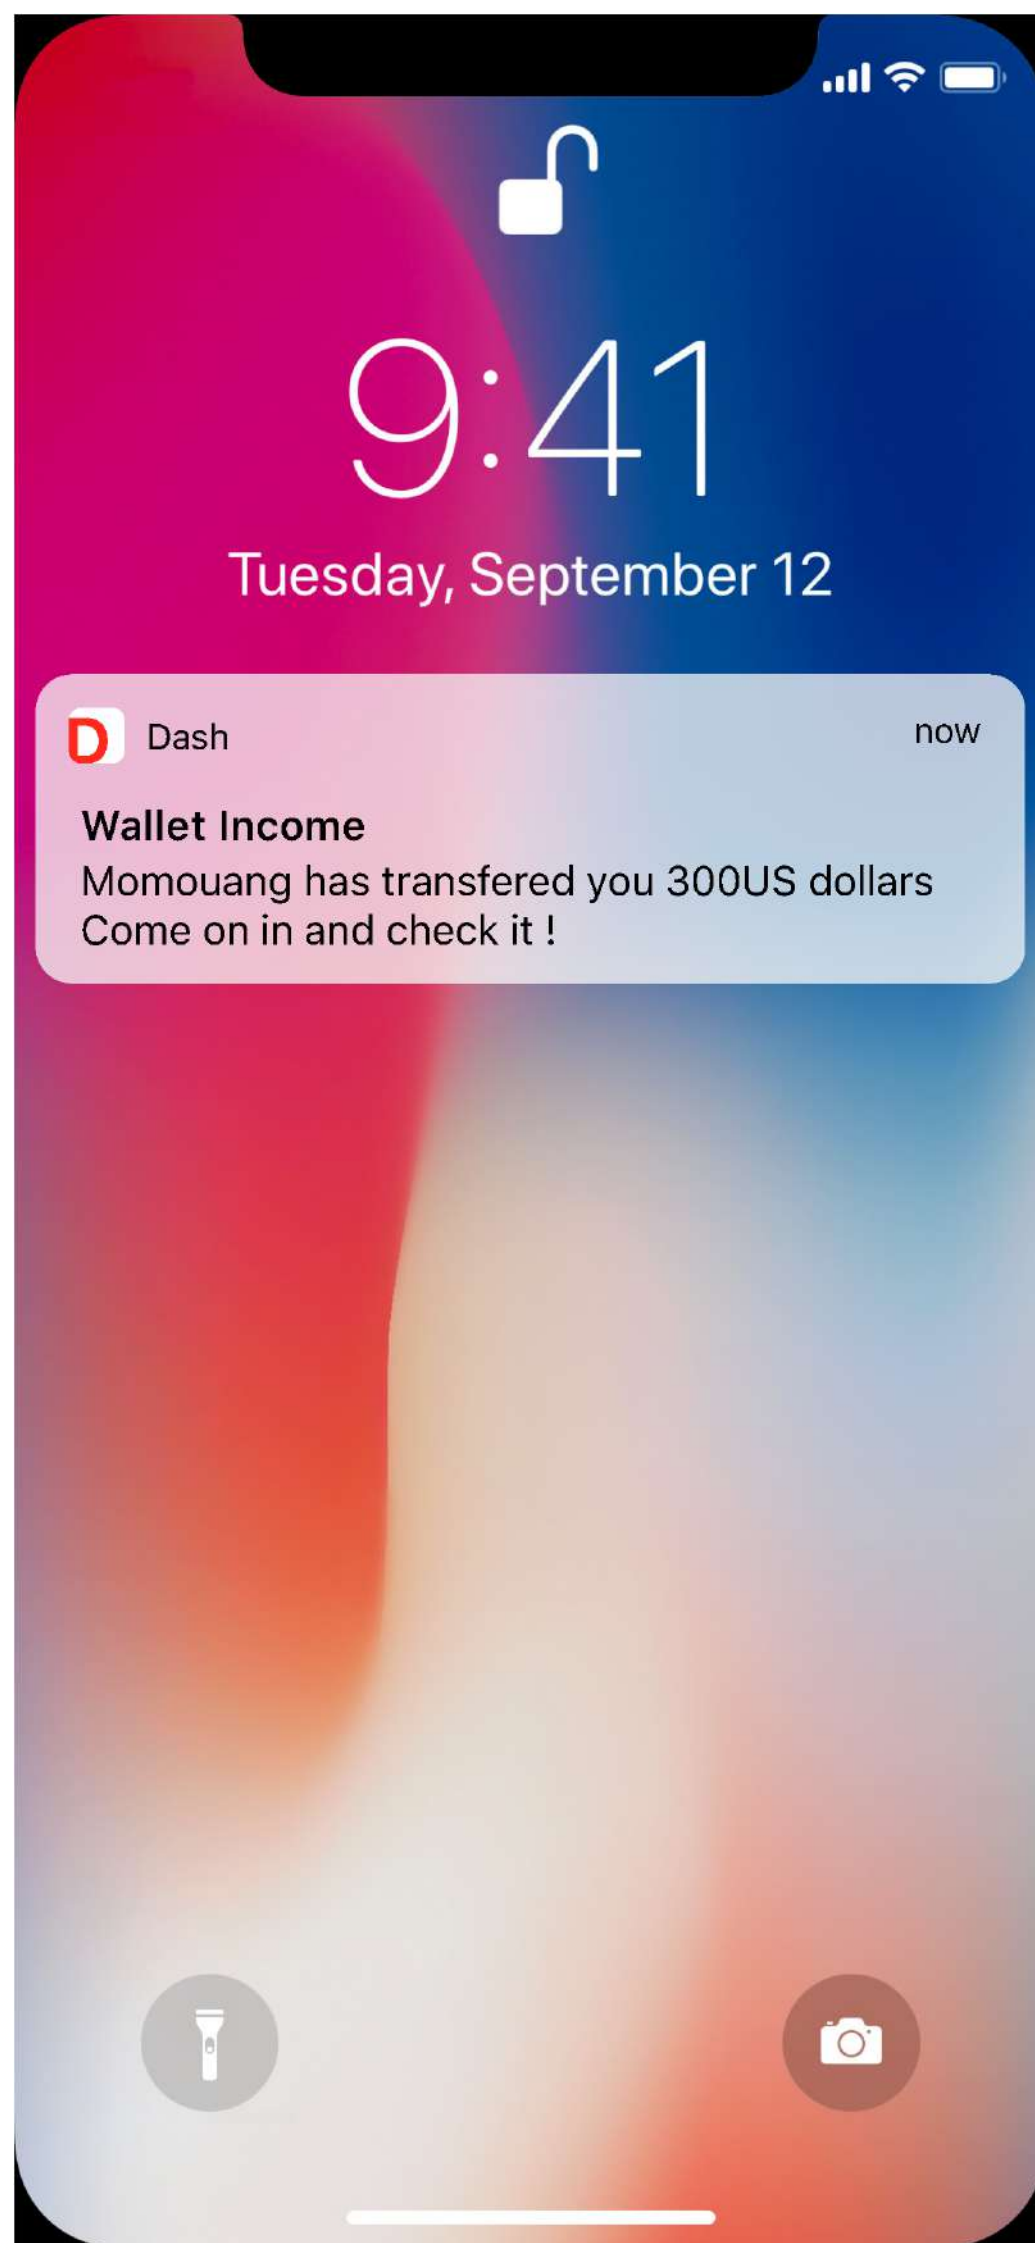 9:41
Tuesday, September 12
D Dash now
Wallet Income
Momouang has transfered you 300US dollars
Come on in and check it !